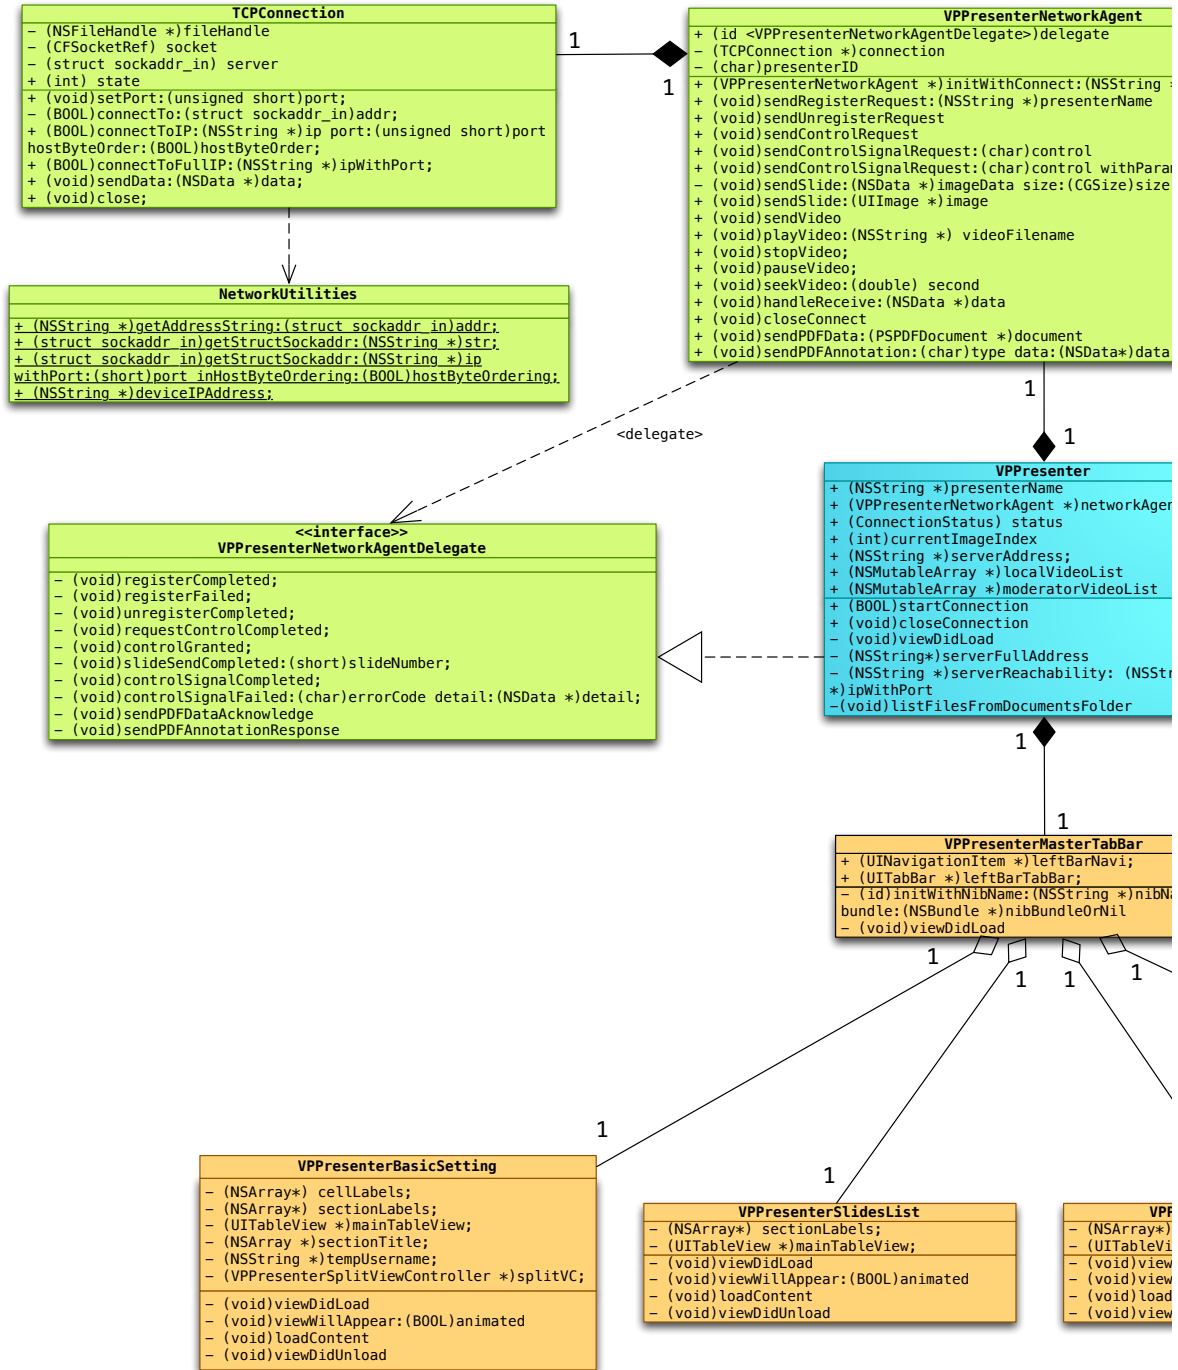 TCPConnection
– (NSFileHandle *)fileHandle
– (CFSocketRef) socket
– (struct sockaddr_in) server
+ (int) state
+ (void)setPort:(unsigned short)port;
– (BOOL)connectTo:(struct sockaddr_in)addr;
+ (BOOL)connectToIP:(NSString *)ip port:(unsigned short)port
hostByteOrder:(BOOL)hostByteOrder;
+ (BOOL)connectToFullIP:(NSString *)ipWithPort;
+ (void)sendData:(NSData *)data;
+ (void)close;
1
1
VPPresenterNetworkAgent
+ (id <VPPresenterNetworkAgentDelegate>)delegate
– (TCPConnection *)connection
– (char)presenterID
+ (VPPresenterNetworkAgent *)initWithConnect:(NSString *
+ (void)sendRegisterRequest:(NSString *)presenterName
+ (void)sendUnregisterRequest
+ (void)sendControlRequest
+ (void)sendControlSignalRequest:(char)control
+ (void)sendControlSignalRequest:(char)control withParam
– (void)sendSlide:(NSData *)imageData size:(CGSize)size
+ (void)sendSlide:(UIImage *)image
+ (void)sendVideo
+ (void)playVideo:(NSString *) videoFilename
+ (void)stopVideo;
+ (void)pauseVideo;
+ (void)seekVideo:(double) second
+ (void)handleReceive:(NSData *)data
+ (void)closeConnect
+ (void)sendPDFData:(PSPDFDocument *)document
+ (void)sendPDFAnnotation:(char)type data:(NSData*)data
NetworkUtilities
+ (NSString *)getAddressString:(struct sockaddr_in)addr;
+ (struct sockaddr_in)getStructSockaddr:(NSString *)str
+ (struct sockaddr_in)getStructSockaddr:(NSString *)ip
withPort:(short)port inHostByteOrdering:(BOOL)hostByteOrdering;
+ (NSString *)deviceIPAddress;
<delegate>
1
1
<<interface>>
VPPresenterNetworkAgentDelegate
– (void)registerCompleted;
– (void)registerFailed;
– (void)unregisterCompleted;
– (void)requestControlCompleted;
– (void)controlGranted;
– (void)slideSendCompleted:(short)slideNumber;
– (void)controlSignalCompleted;
– (void)controlSignalFailed:(char)errorCode detail:(NSData *)detail;
– (void)sendPDFDataAcknowledge
– (void)sendPDFAnnotationResponse
VPPresenter
+ (NSString *)presenterName
+ (VPPresenterNetworkAgent *)networkAgen
+ (ConnectionStatus) status
+ (int)currentImageIndex
+ (NSString *)serverAddress;
+ (NSMutableArray *)localVideoList
+ (NSMutableArray *)moderatorVideoList
+ (BOOL)startConnection
+ (void)closeConnection
– (void)viewDidLoad
– (NSString*)serverFullAddress
– (NSString *)serverReachability: (NSStr
*)ipWithPort
–(void)listFilesFromDocumentsFolder
1
1
VPPresenterMasterTabBar
+ (UINavigationItem *)leftBarNavi;
+ (UITabBar *)leftBarTabBar;
– (id)initWithNibName:(NSString *)nibNa
bundle:(NSBundle *)nibBundleOrNil
– (void)viewDidLoad
1
1
1
1
1
1
VPPresenterBasicSetting
– (NSArray*) cellLabels;
– (NSArray*) sectionLabels;
– (UITableView *)mainTableView;
– (NSArray *)sectionTitle;
– (NSString *)tempUsername;
– (VPPresenterSplitViewController *)splitVC;
– (void)viewDidLoad
– (void)viewWillAppear:(BOOL)animated
– (void)loadContent
– (void)viewDidUnload
VPPresenterSlidesList
– (NSArray*) sectionLabels;
– (UITableView *)mainTableView;
– (void)viewDidLoad
– (void)viewWillAppear:(BOOL)animated
– (void)loadContent
– (void)viewDidUnload
VPP
– (NSArray*)
– (UITableVi
– (void)view
– (void)view
– (void)load
– (void)view